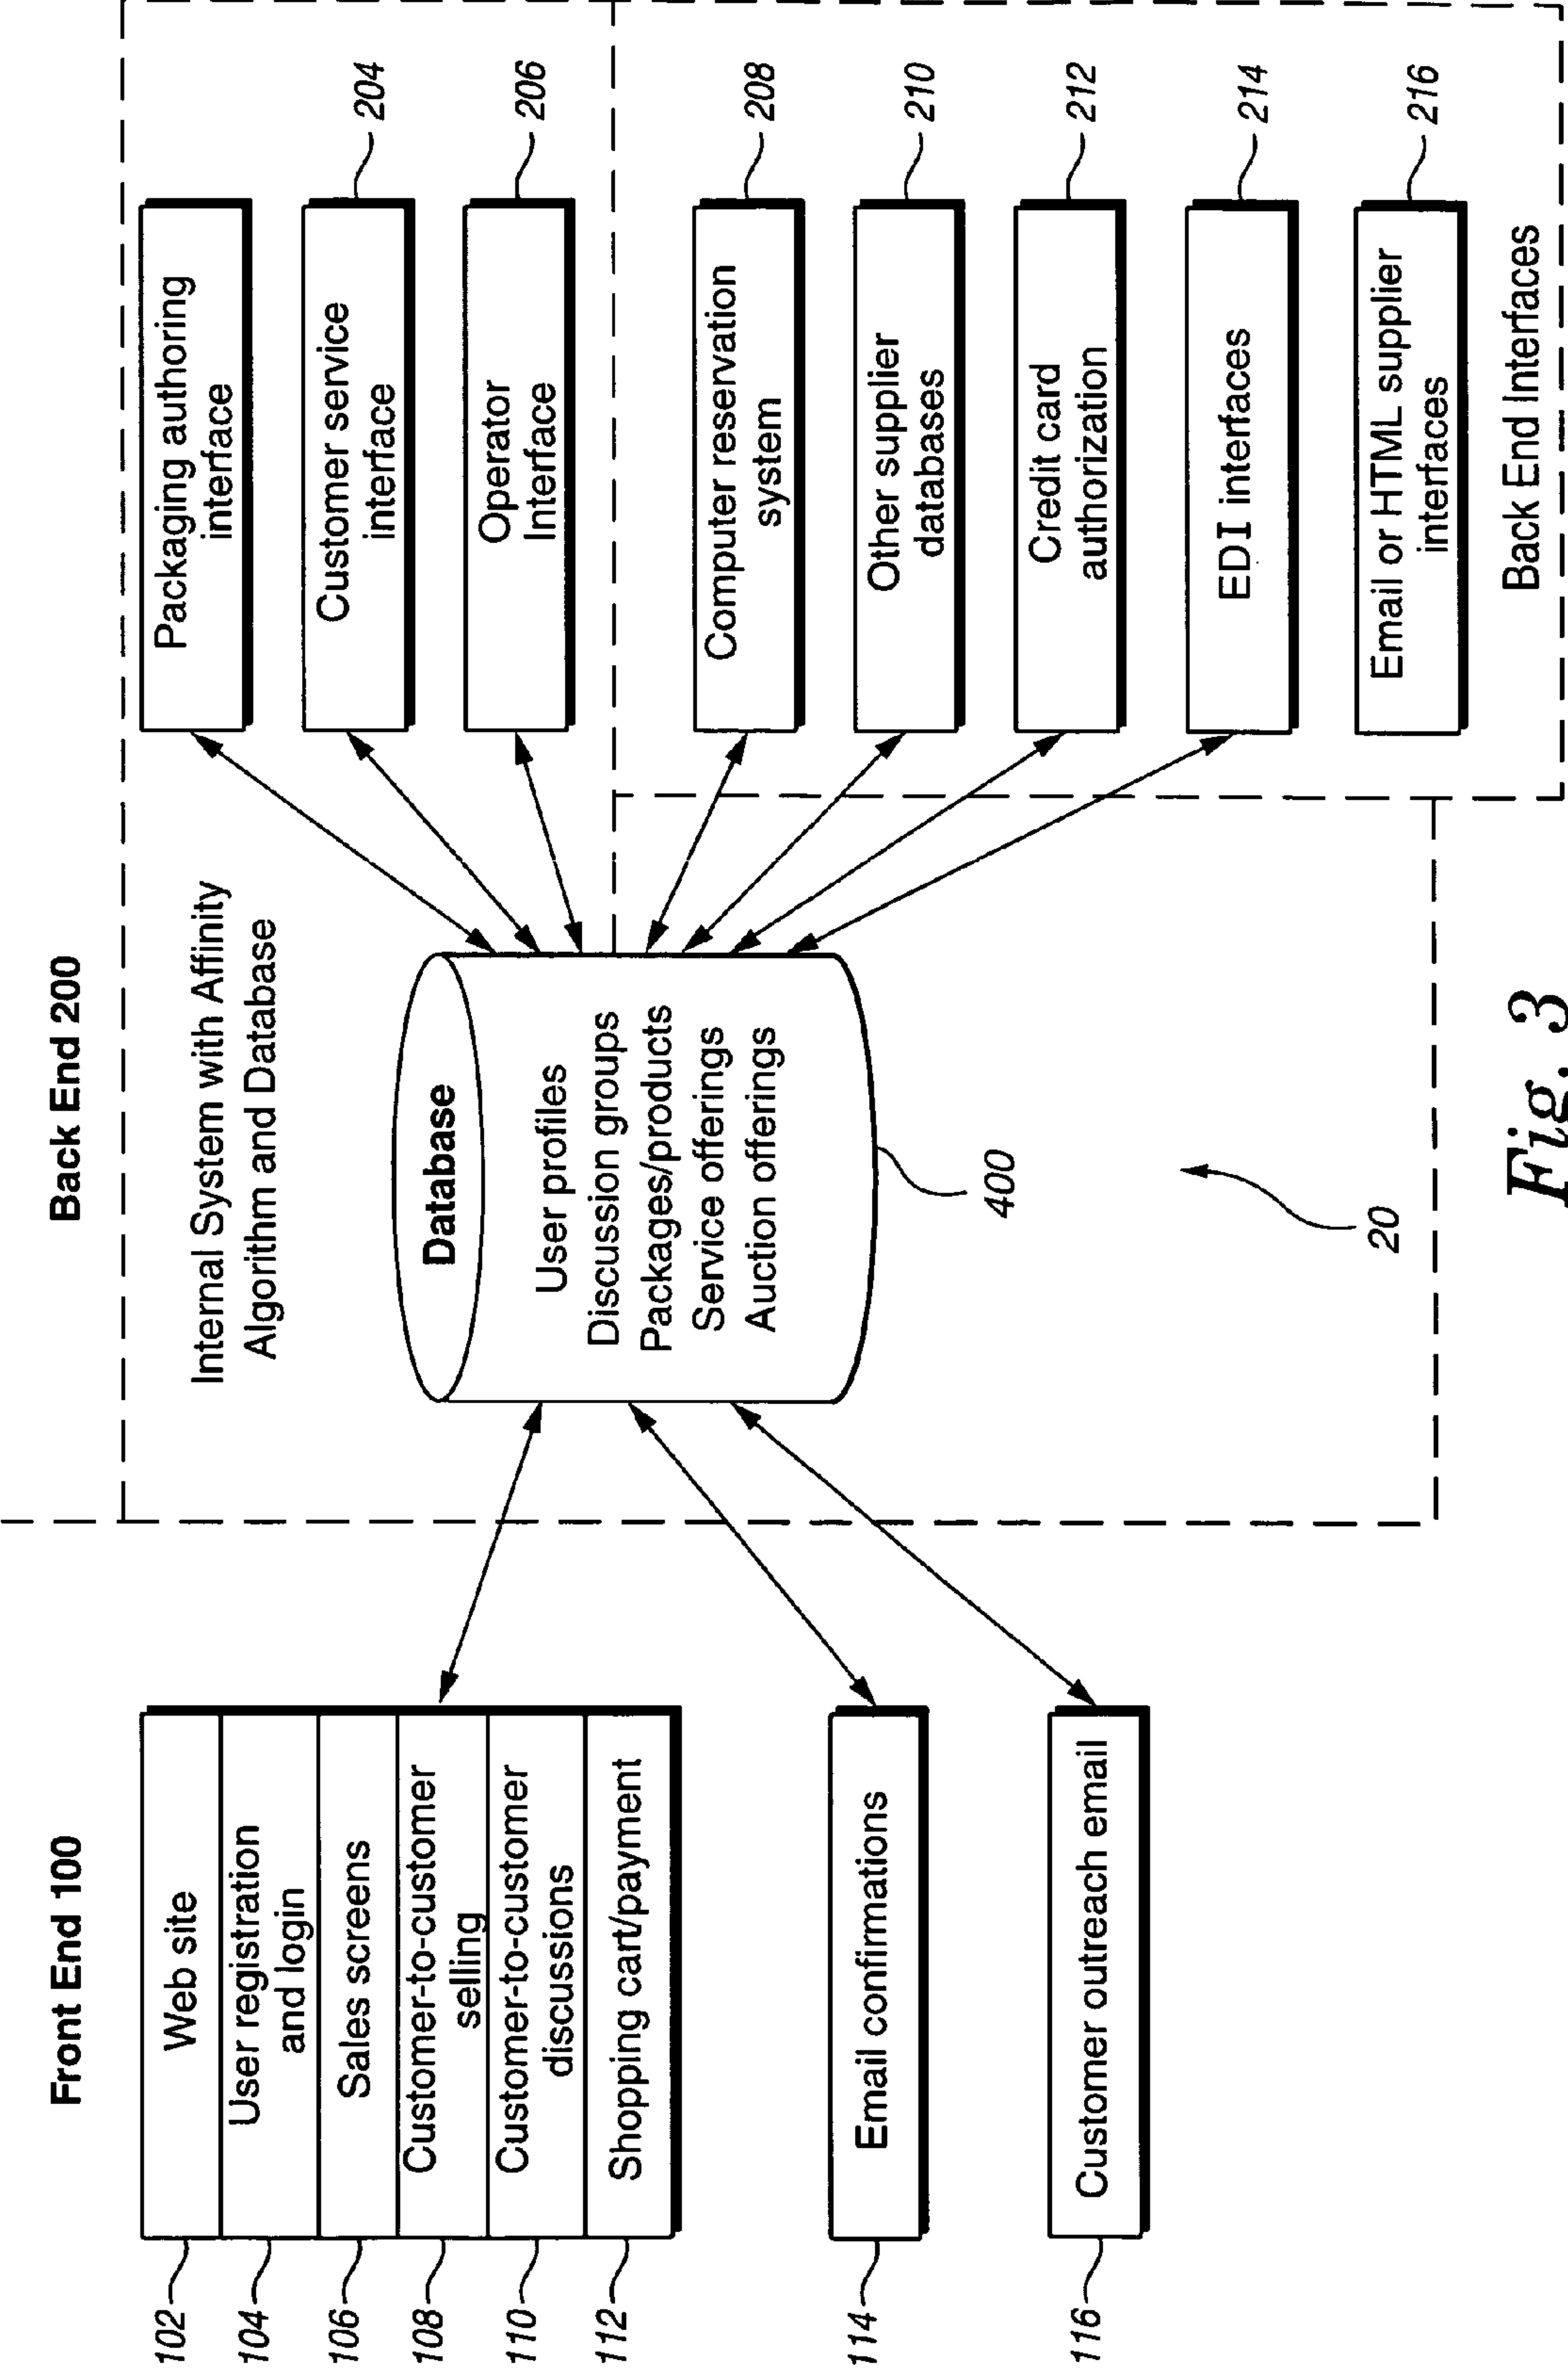 Front End 100
Back End 200
102
Web site
104
User registration
and login
106
Sales screens
108
Customer-to-customer
selling
110
Customer-to-customer
discussions
112
Shopping cart/payment
114
Email confirmations
116
Customer outreach email
Internal System with Affinity
Algorithm and Database
Database
User profiles
Discussion groups
Packages/products
Service offerings
Auction offerings
400
20
Packaging authoring
interface
Customer service
interface
204
Operator
Interface
206
Computer reservation
system
208
Other supplier
databases
210
Credit card
authorization
212
EDI interfaces
214
Email or HTML supplier
interfaces
216
Back End Interfaces
Fig. 3